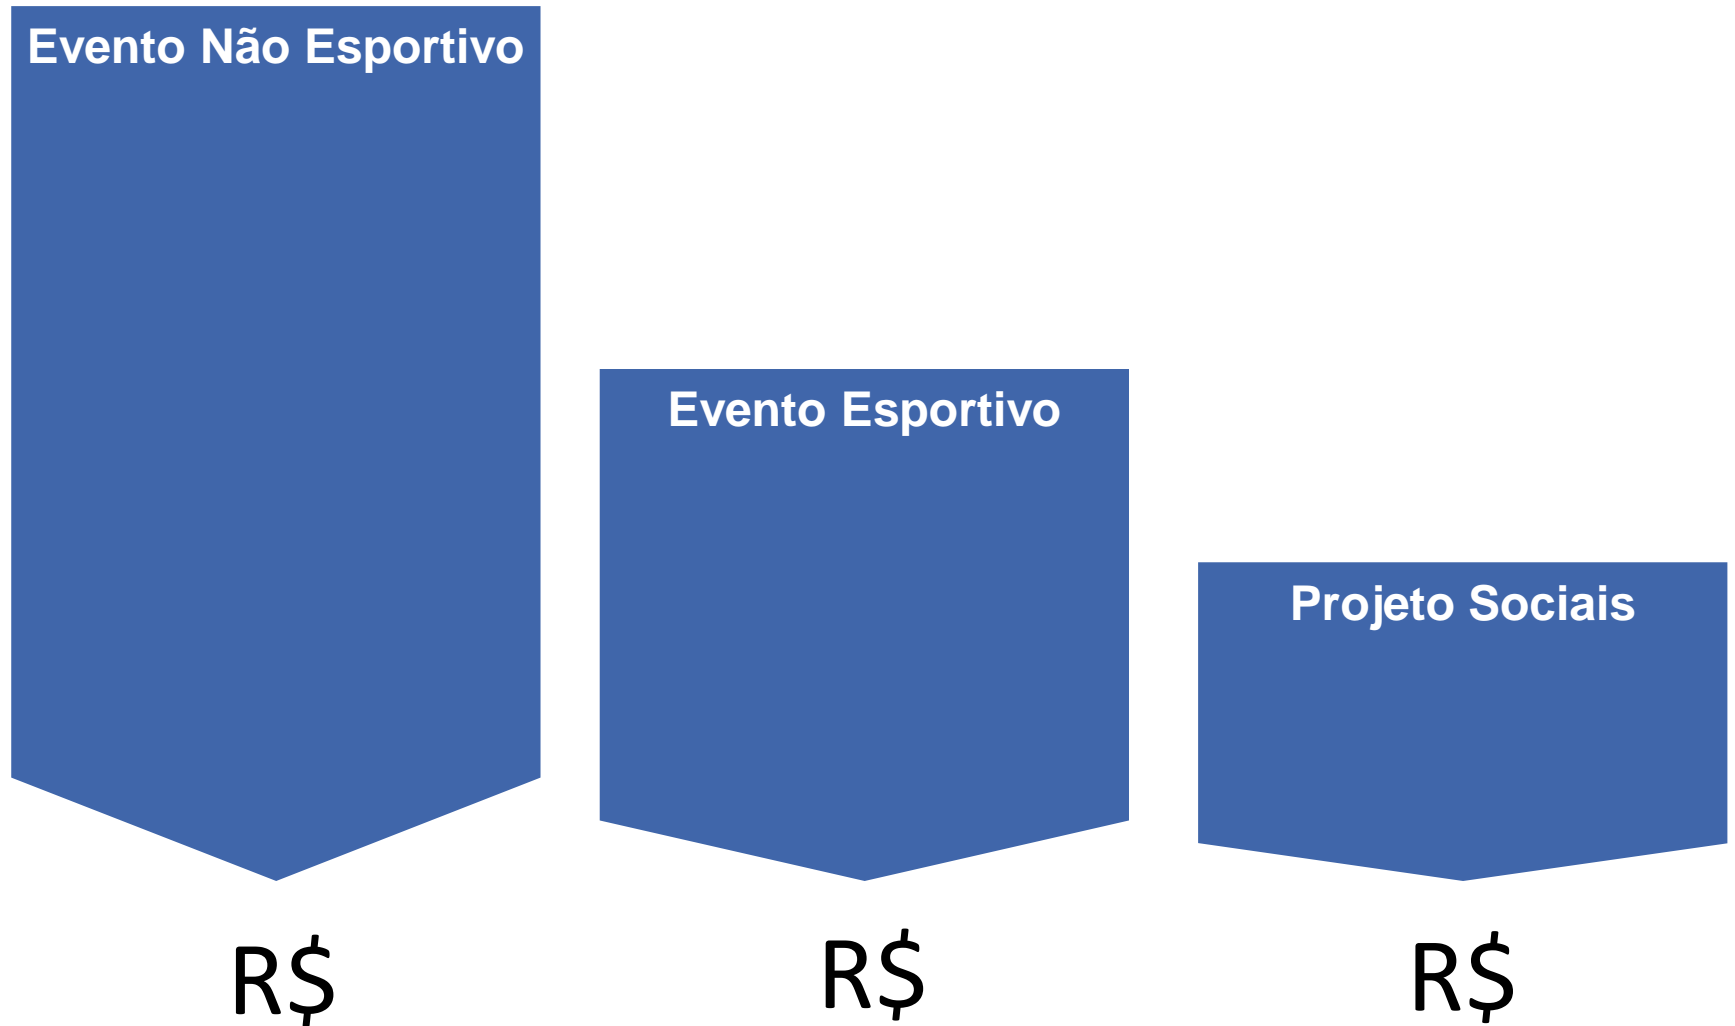 Evento Não Esportivo
Evento Esportivo
Projeto Sociais
R$
R$
R$